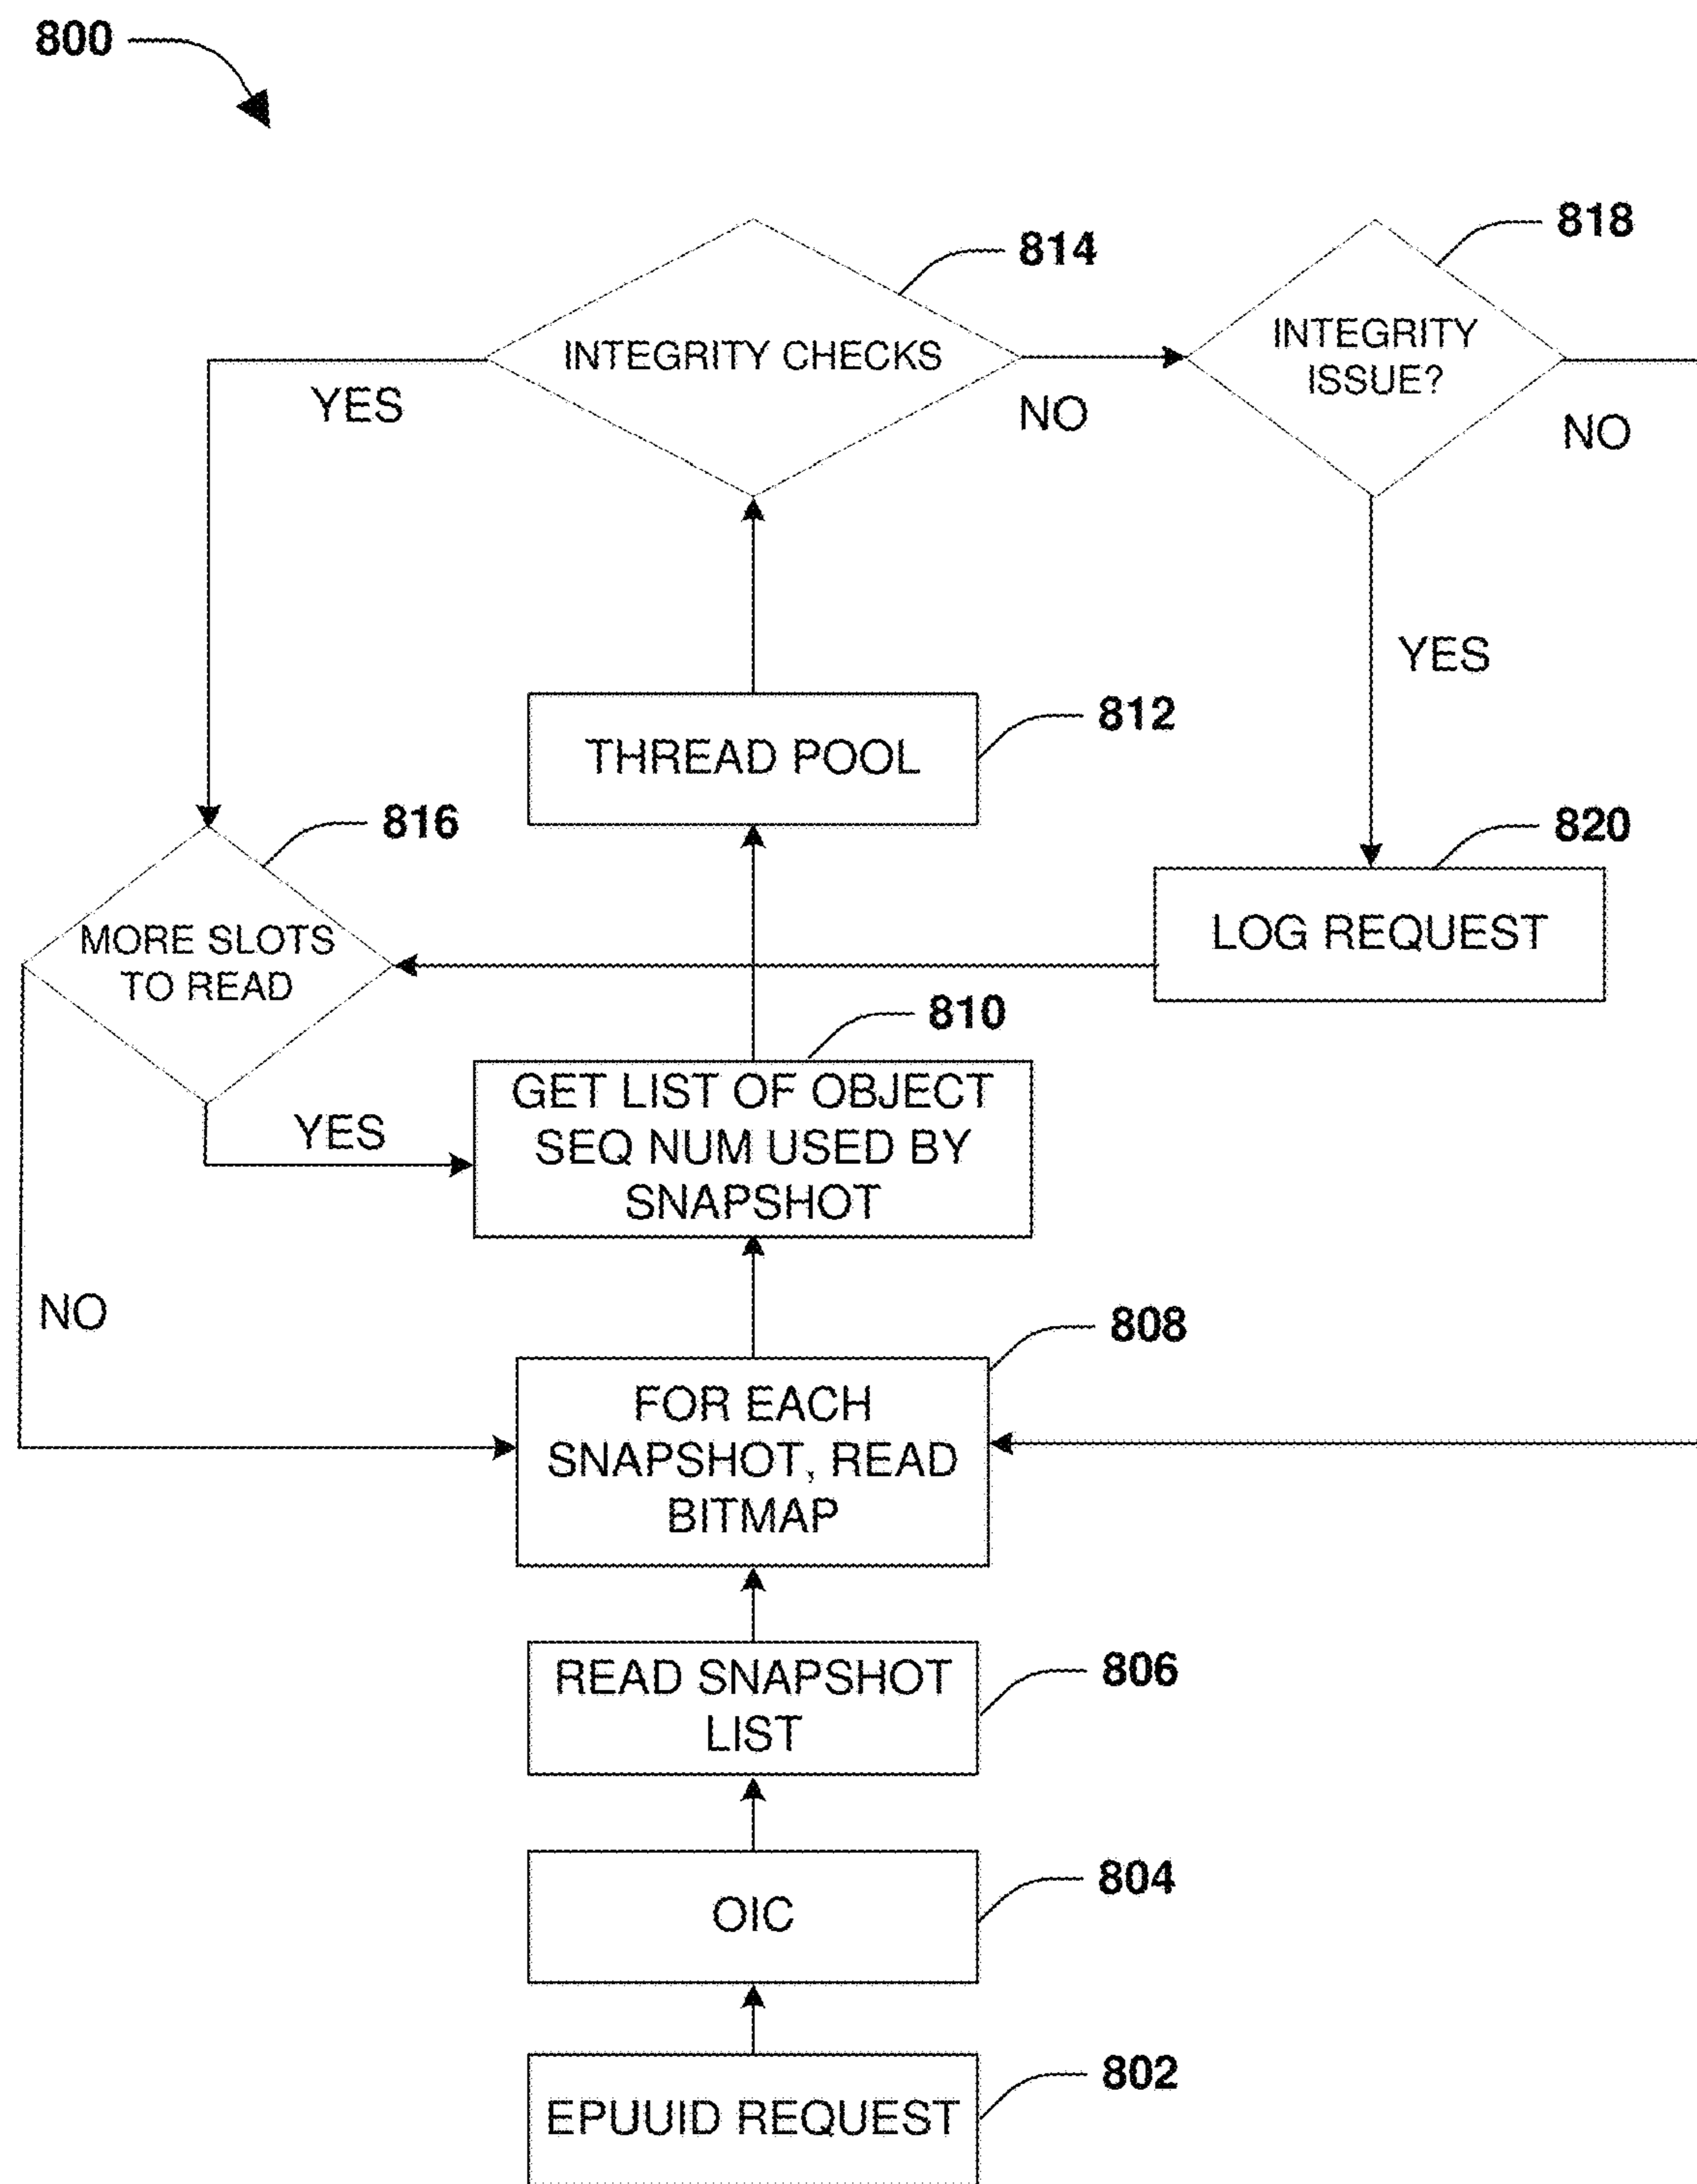 800
818
814
INTEGRITY CHECKS
INTEGRITY
ISSUE?
YES
NO
NO
YES
812
THREAD POOL
816
820
MORE SLOTS
TO READ
LOG REQUEST
810
GET LIST OF OBJECT
SEQ NUM USED BY
SNAPSHOT
YES
NO
808
FOR EACH
SNAPSHOT, READ
BITMAP
806
READ SNAPSHOT
LIST
804
OIC
802
EPUUID REQUEST